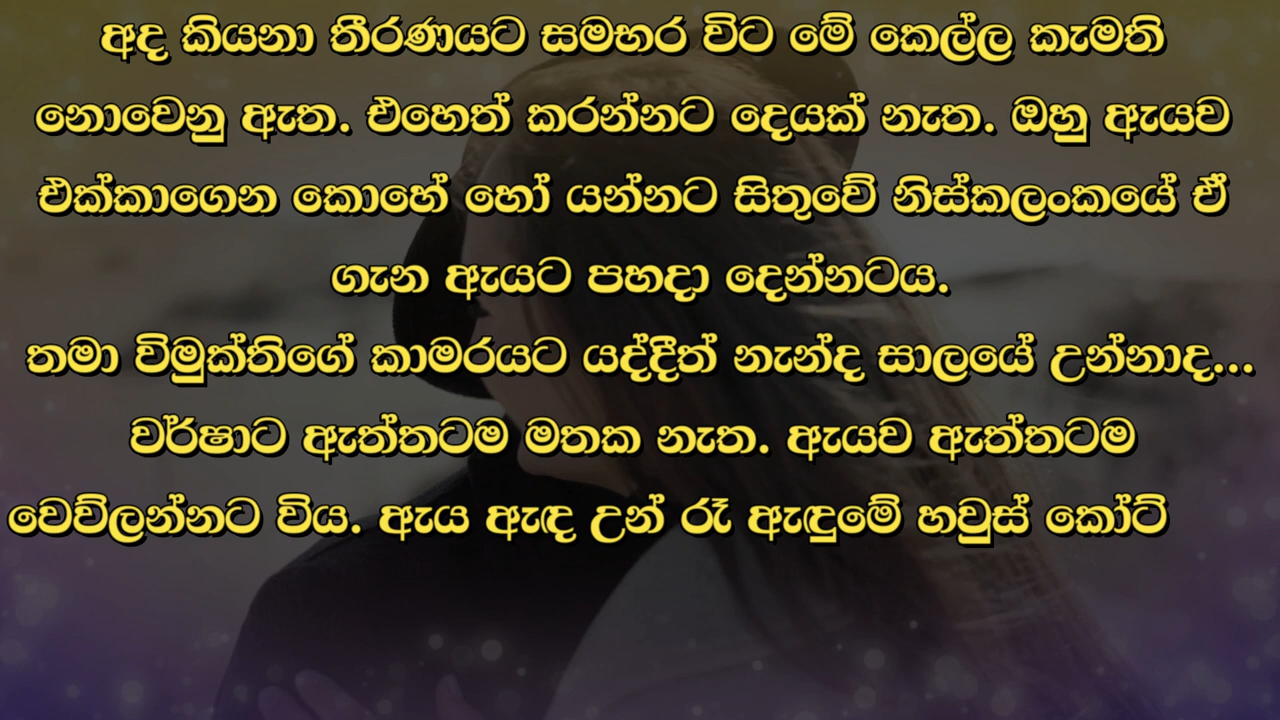 අද කියනා තීරණයට සමහර විට මේ කෙල්ල කැමති
නොවෙනු ඇත. එහෙත් කරන්නට දෙයක් නැත. ඔහු ඇයව
එක්කාගෙන කොහේ හෝ යන්නට සිතුවේ නිස්කලංකයේ ඒ
ගැන ඇයට පහදා දෙන්නටය.
තමා විමුක්තිගේ කාමරයට යද්දීත් නැන්ද සාලයේ උන්නාද...
වර්ෂාට ඇත්තටම මතක නැත. ඇයව ඇත්තටම
වෙව්ලන්නට විය. ඇය ඇඳ උන් රෑ ඇඳුමේ හවුස් කෝට්